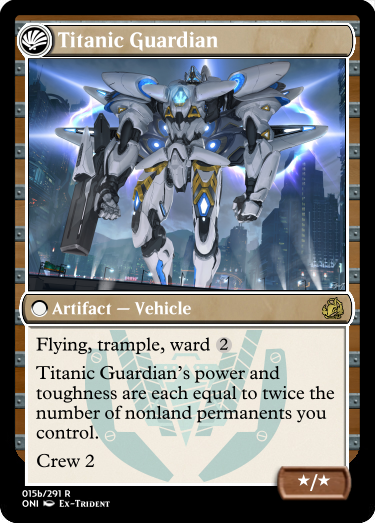 Titanic Guardian
Artifact — Vehicle
Flying, trample, ward 2
Titanic Guardian's power and
toughness are each equal to twice the
number of nonland permanents you
control.
Crew 2
*/*
015b/291 R
ONI Ex-Trident